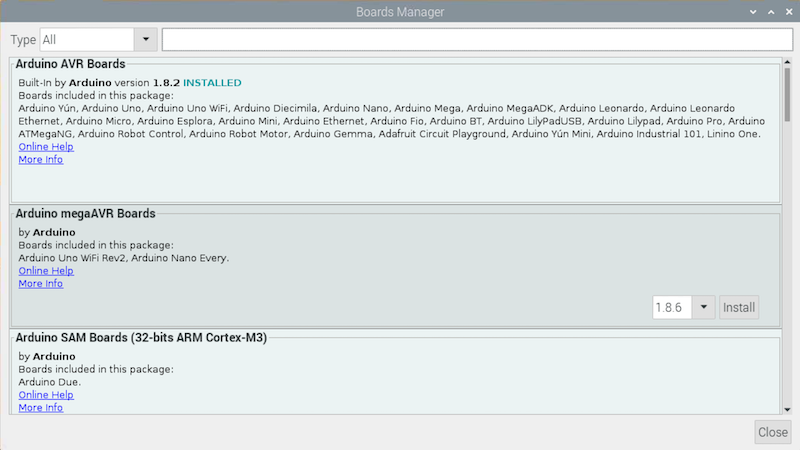 Boards Manager
Type All
Arduino AVR Boards
Built-In by Arduino version 1.8.2 INSTALLED
Boards included in this package:
Arduino Yún, Arduino Uno, Arduino Uno WiFi, Arduino Diecimila, Arduino Nano, Arduino Mega, Arduino MegaADK, Arduino Leonardo, Arduino Leonardo
Ethernet, Arduino Micro, Arduino Esplora, Arduino Mini, Arduino Ethernet, Arduino Fio, Arduino BT, Arduino LilyPadUSB, Arduino Lilypad, Arduino Pro, Arduino
ATMegaNG, Arduino Robot Control, Arduino Robot Motor, Arduino Gemma, Adafruit Circuit Playground, Arduino Yún Mini, Arduino Industrial 101, Linino One.
Online Help
More Info
Arduino megaAVR Boards
by Arduino
Boards included in this package:
Arduino Uno WiFi Rev2, Arduino Nano Every.
Online Help
More Info
1.8.6 Install
Arduino SAM Boards (32-bits ARM Cortex-M3)
by Arduino
Boards included in this package:
Arduino Due.
Online Help
More Info
Close